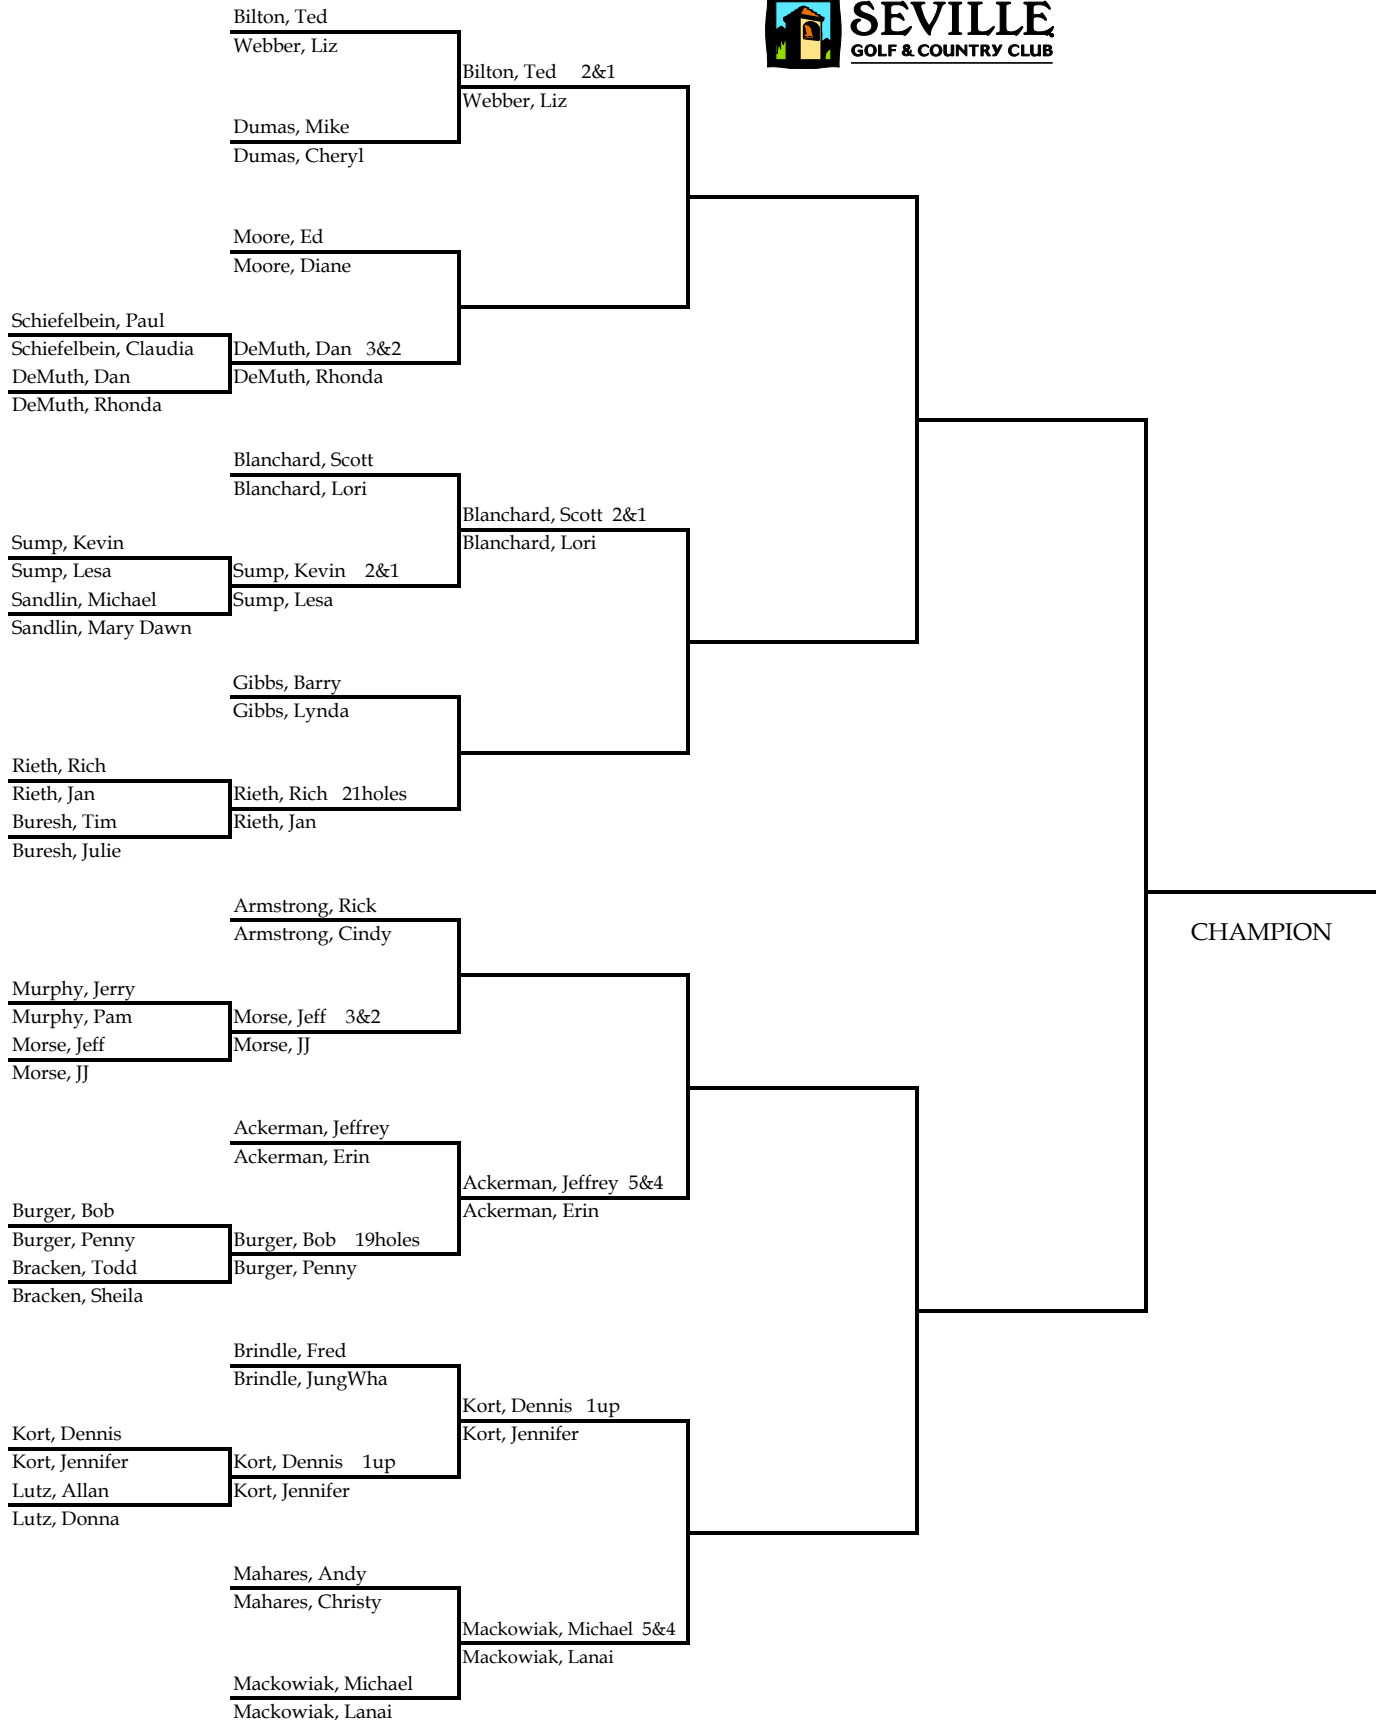 SEVILLE
GOLF & COUNTRY CLUB
Bilton, Ted
Webber, Liz
Bilton, Ted 2&1
Webber, Liz
Dumas, Mike
Dumas, Cheryl
Moore, Ed
Moore, Diane
Schiefelbein, Paul
Schiefelbein, Claudia
DeMuth, Dan
DeMuth, Rhonda
DeMuth, Dan 3&2
DeMuth, Rhonda
Blanchard, Scott
Blanchard, Lori
Blanchard, Scott 2&1
Blanchard, Lori
Sump, Kevin
Sump, Lesa
Sandlin, Michael
Sandlin, Mary Dawn
Sump, Kevin 2&1
Sump, Lesa
Gibbs, Barry
Gibbs, Lynda
Rieth, Rich
Rieth, Jan
Buresh, Tim
Buresh, Julie
Rieth, Rich 21holes
Rieth, Jan
Armstrong, Rick
Armstrong, Cindy
CHAMPION
Murphy, Jerry
Murphy, Pam
Morse, Jeff
Morse, JJ
Morse, Jeff 3&2
Morse, JJ
Ackerman, Jeffrey
Ackerman, Erin
Ackerman, Jeffrey 5&4
Ackerman, Erin
Burger, Bob
Burger, Penny
Bracken, Todd
Bracken, Sheila
Burger, Bob 19holes
Burger, Penny
Brindle, Fred
Brindle, JungWha
Kort, Dennis 1up
Kort, Jennifer
Kort, Dennis
Kort, Jennifer
Lutz, Allan
Lutz, Donna
Kort, Dennis 1up
Kort, Jennifer
Mahares, Andy
Mahares, Christy
Mackowiak, Michael 5&4
Mackowiak, Lanai
Mackowiak, Michael
Mackowiak, Lanai